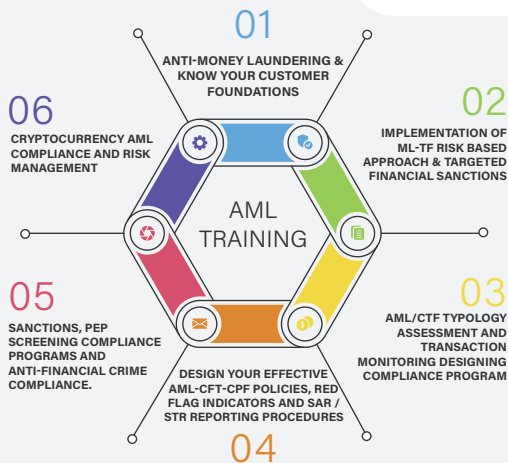 01
ANTI-MONEY LAUNDERING &
KNOW YOUR CUSTOMER
FOUNDATIONS
02
IMPLEMENTATION OF
ML-TF RISK BASED
APPROACH & TARGETED
FINANCIAL SANCTIONS
03
AML/CTF TYPOLOGY
ASSESSMENT AND
TRANSACTION
MONITORING DESIGNING
COMPLIANCE PROGRAM
DESIGN YOUR EFFECTIVE
AML-CFT-CPF POLICIES, RED
FLAG INDICATORS AND SAR /
STR REPORTING PROCEDURES
04
05
SANCTIONS, PEP
SCREENING COMPLIANCE
PROGRAMS AND
ANTI-FINANCIAL CRIME
COMPLIANCE.
06
CRYPTOCURRENCY AML
COMPLIANCE AND RISK
MANAGEMENT
AML
TRAINING